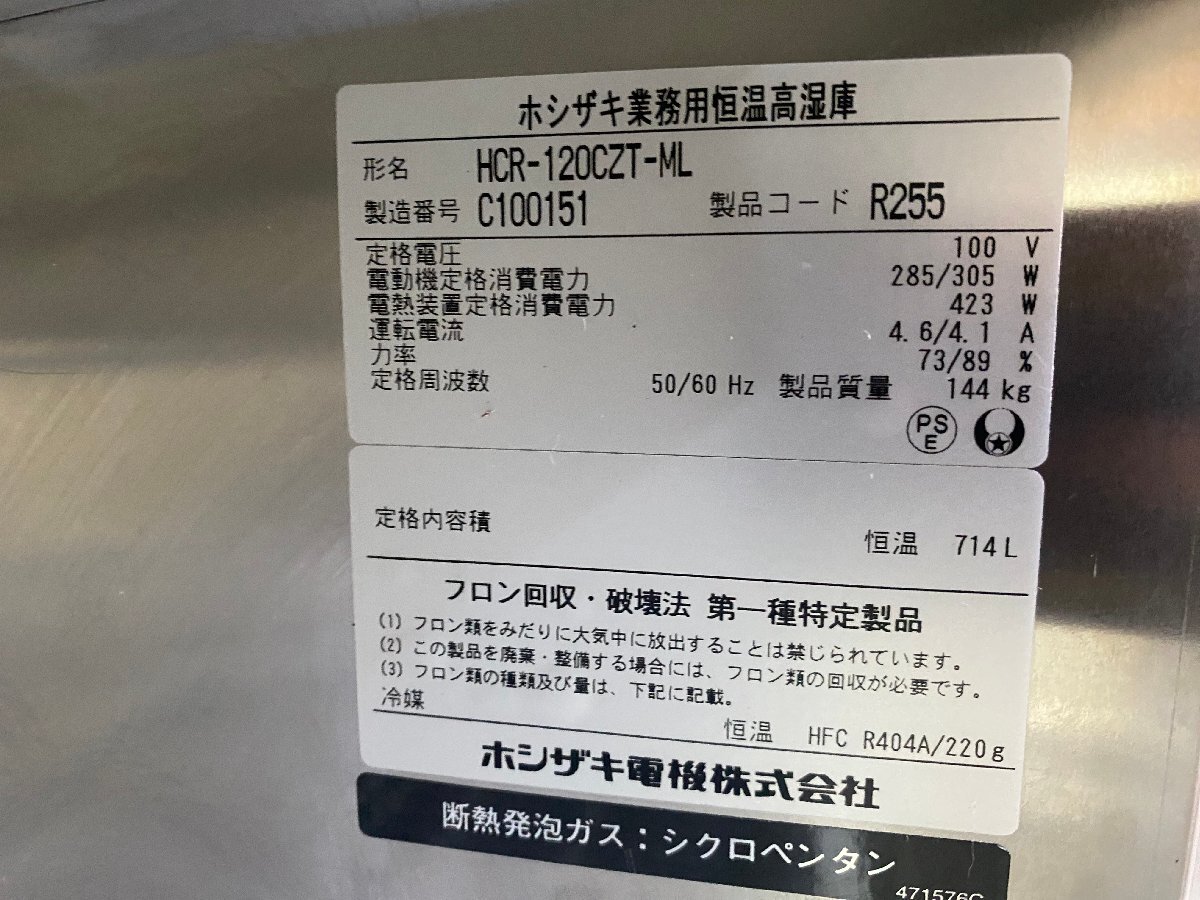 ホシザキ業務用恒温高湿庫
形名 HCR-120CZT-ML
製造番号 C100151 製品コード R255
定格電圧 100 V
電動機定格消費電力 285/305 W
電熱装置定格消費電力 423 W
運転電流 4.6/4.1 A
力率 73/89 %
定格周波数 50/60 Hz 製品質量 144 kg
PS
E
定格内容積 恒温 714 L
フロン回収・破壊法 第一種特定製品
(1) フロン類をみだりに大気中に放出することは禁じられています。
(2) この製品を廃棄・整備する場合には、フロン類の回収が必要です。
(3) フロン類の種類及び量は、下記に記載。
冷媒 恒温 HFC R404A/220g
ホシザキ電機株式会社
断熱発泡ガス：シクロペンタン
471576